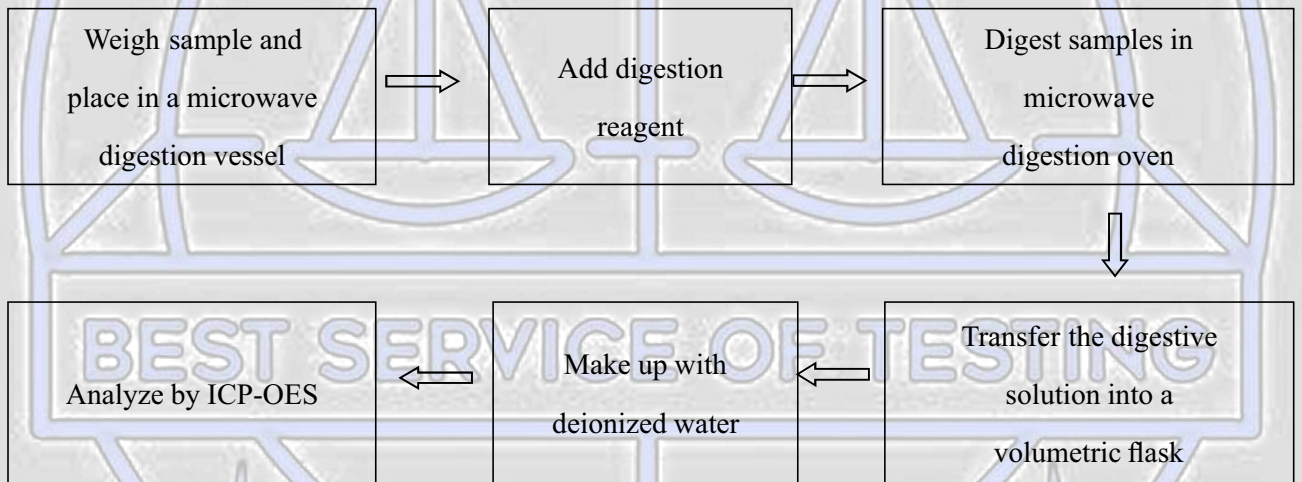 Weigh sample and
place in a microwave
digestion vessel
Add digestion
reagent
Digest samples in
microwave
digestion oven
Transfer the digestive
solution into a
volumetric flask
Make up with
deionized water
Analyze by ICP-OES
BEST SERVICE OF TESTING